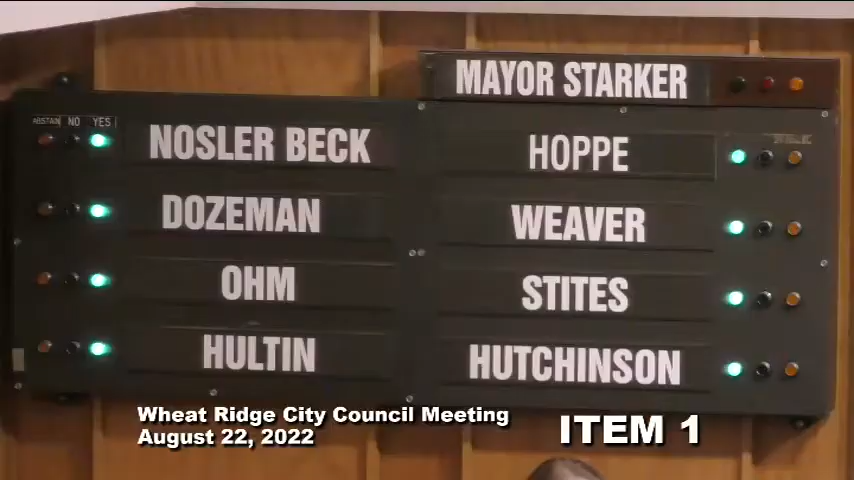 MAYOR STARKER
ABSTAIN NO YES
NOSLER BECK
HOPPE
DOZEMAN
WEAVER
OHM
STITES
HULTIN
HUTCHINSON
Wheat Ridge City Council Meeting
August 22, 2022
ITEM 1